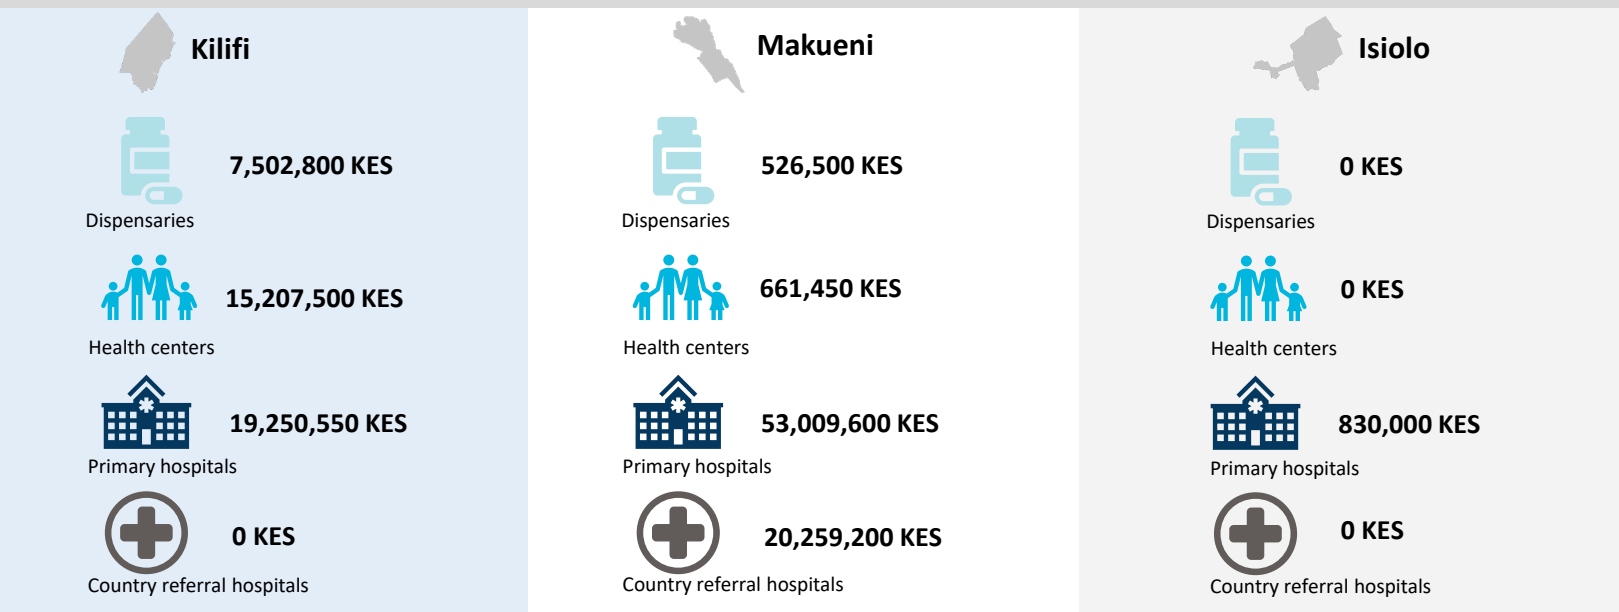 Kilifi
7,502,800 KES
Dispensaries
15,207,500 KES
Health centers
19,250,550 KES
Primary hospitals
0 KES
Country referral hospitals
Makueni
526,500 KES
Dispensaries
661,450 KES
Health centers
53,009,600 KES
Primary hospitals
20,259,200 KES
Country referral hospitals
Isiolo
0 KES
Dispensaries
0 KES
Health centers
830,000 KES
Primary hospitals
0 KES
Country referral hospitals